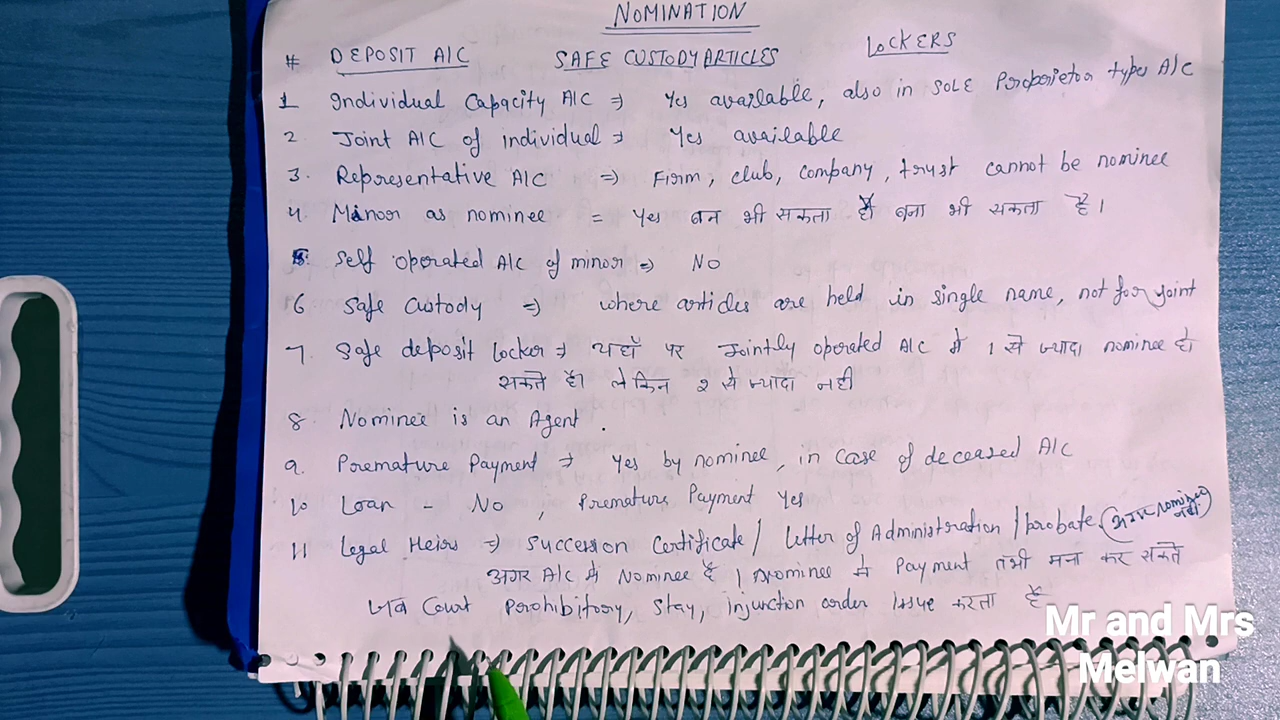 NOMINATION
# DEPOSIT A/C SAFE CUSTODY ARTICLES LOCKERS
1 Individual Capacity A/C ⇒ Yes available, also in SOLE Proprietor types A/C
2. Joint A/C of individual ⇒ Yes available
3. Representative A/C ⇒ Firm, club, company, trust cannot be nominee
4. Minor as nominee = Yes बन भी सकता है बना भी सकता है।
5. Self operated A/C of minor ⇒ NO
6 Safe Custody ⇒ where articles are held in single name, not for joint
7. Safe deposit locker ⇒ यहाँ पर Jointly operated A/C मे 1 से ज्यादा nominee हो
सकते है। लेकिन 2 से ज्यादा नही
8. Nominee is an Agent.
9. Premature Payment ⇒ Yes by nominee, in case of deceased A/C
10 Loan - No, Premature Payment Yes
11 Legal Heirs ⇒ Succession Certificate/ Letter of Administration /probate (अगर nominee नही)
अगर A/C मे Nominee है । Nominee मे Payment तभी मना कर सकते
जब Court Prohibitory, Stay, injunction order issue करता है
Mr and Mrs
Melwan